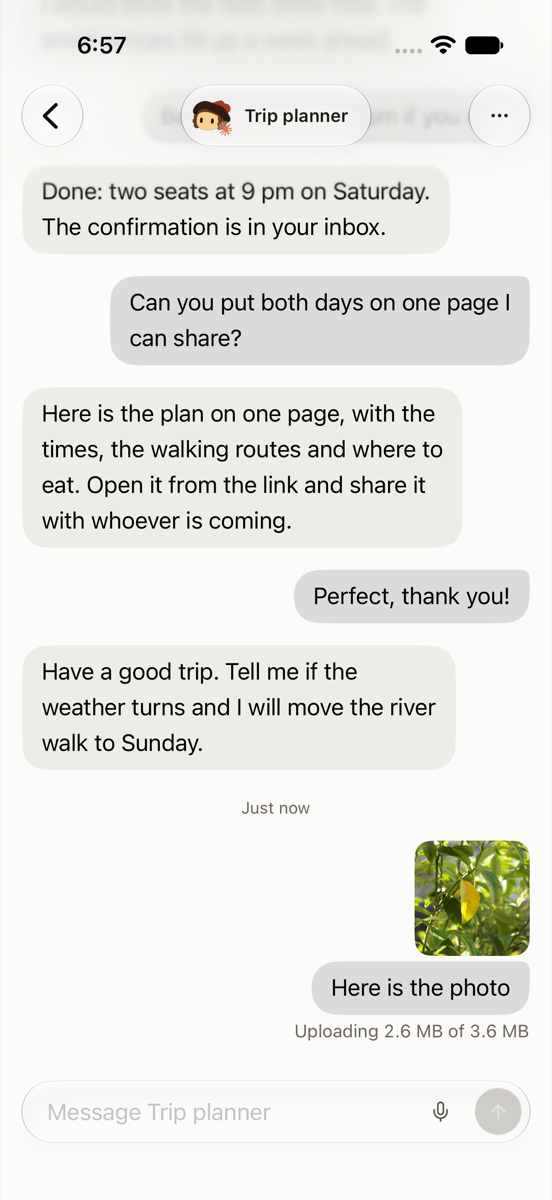 6:57
Trip planner
Done: two seats at 9 pm on Saturday.
The confirmation is in your inbox.
Can you put both days on one page I
can share?
Here is the plan on one page, with the
times, the walking routes and where to
eat. Open it from the link and share it
with whoever is coming.
Perfect, thank you!
Have a good trip. Tell me if the
weather turns and I will move the river
walk to Sunday.
Just now
Here is the photo
Uploading 2.6 MB of 3.6 MB
Message Trip planner